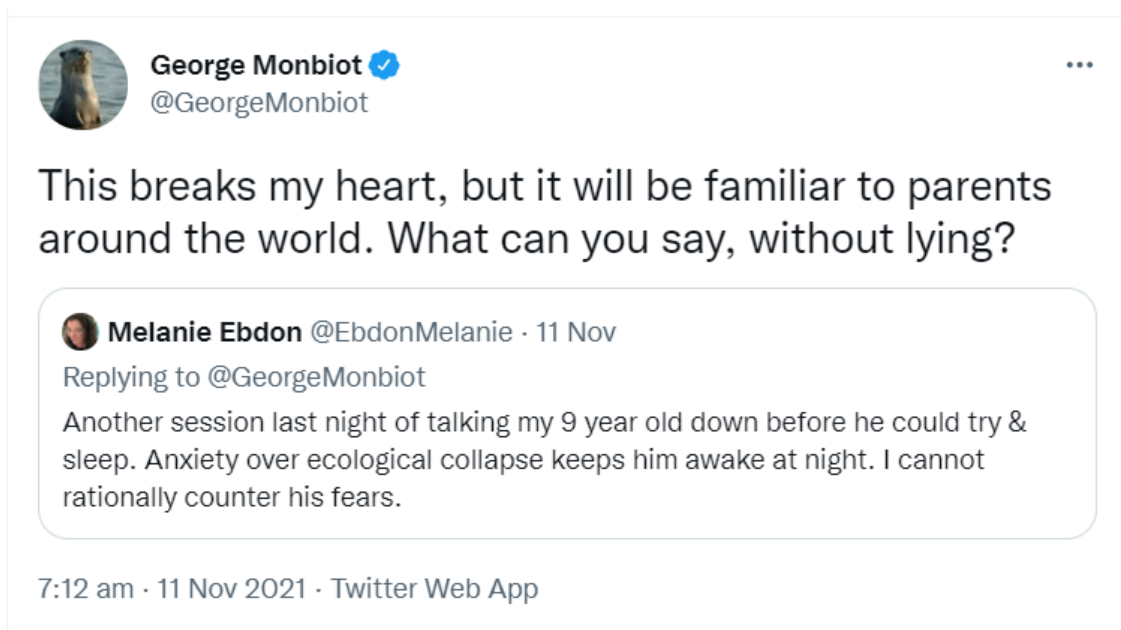 George Monbiot
@GeorgeMonbiot
This breaks my heart, but it will be familiar to parents
around the world. What can you say, without lying?
Melanie Ebdon @EbdonMelanie · 11 Nov
Replying to @GeorgeMonbiot
Another session last night of talking my 9 year old down before he could try &
sleep. Anxiety over ecological collapse keeps him awake at night. I cannot
rationally counter his fears.
7:12 am · 11 Nov 2021 · Twitter Web App